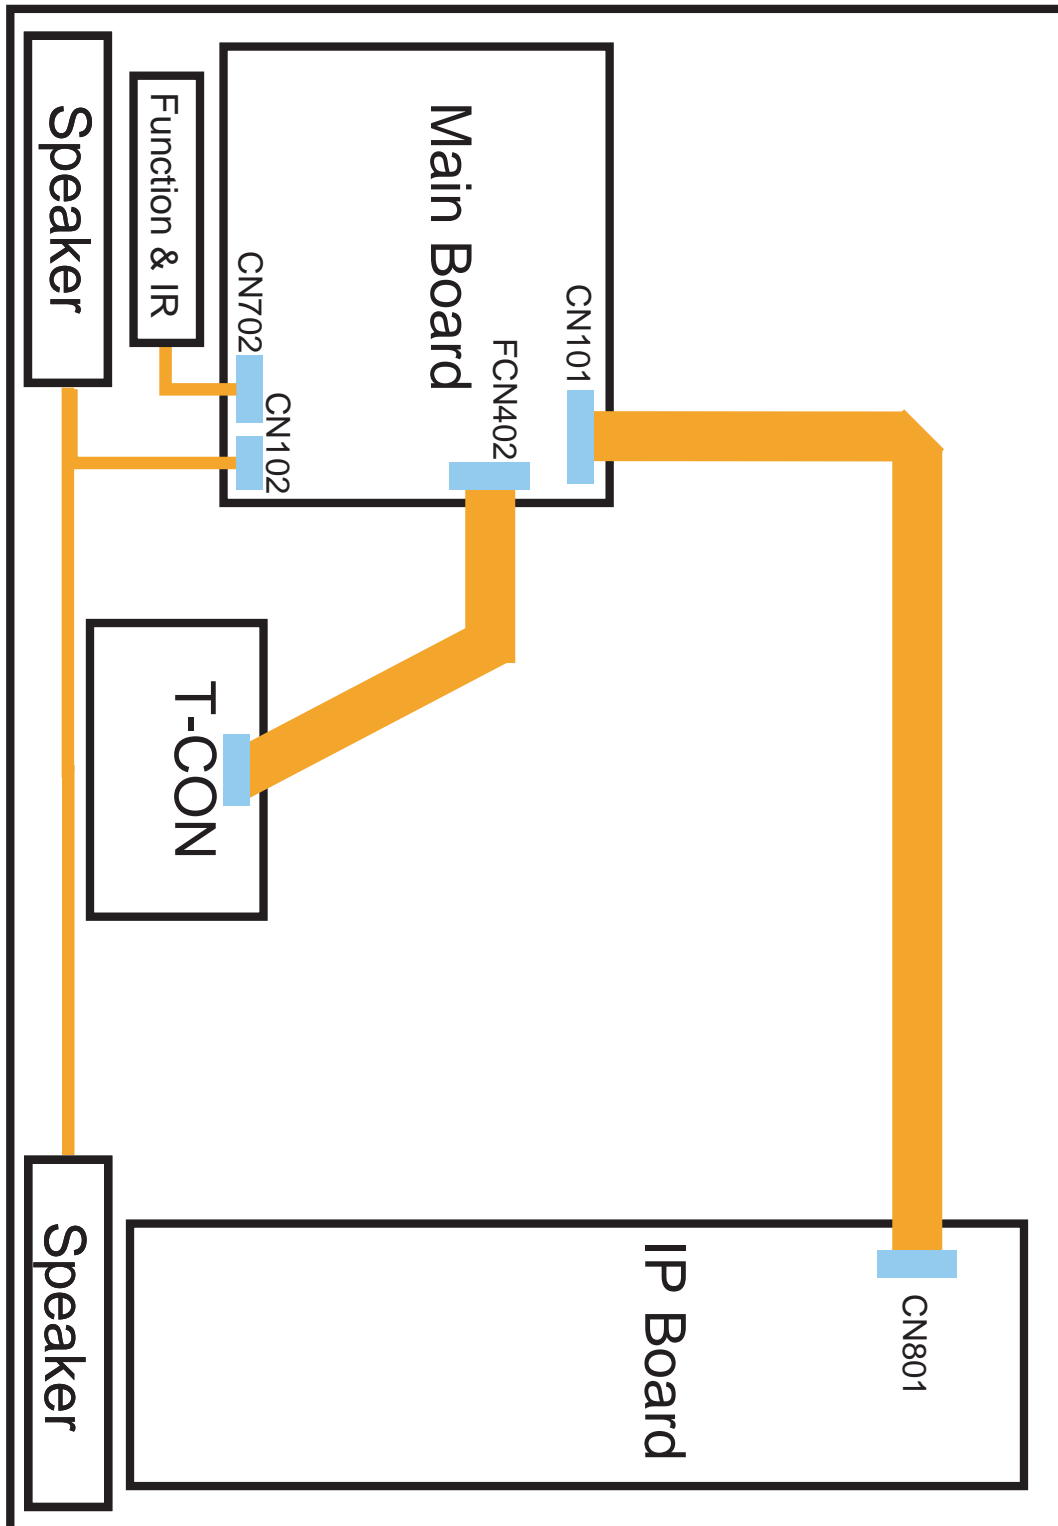 IP Board
CN801
Main Board
CN101
FCN402
CN702
CN102
T-CON
Function & IR
Speaker
Speaker